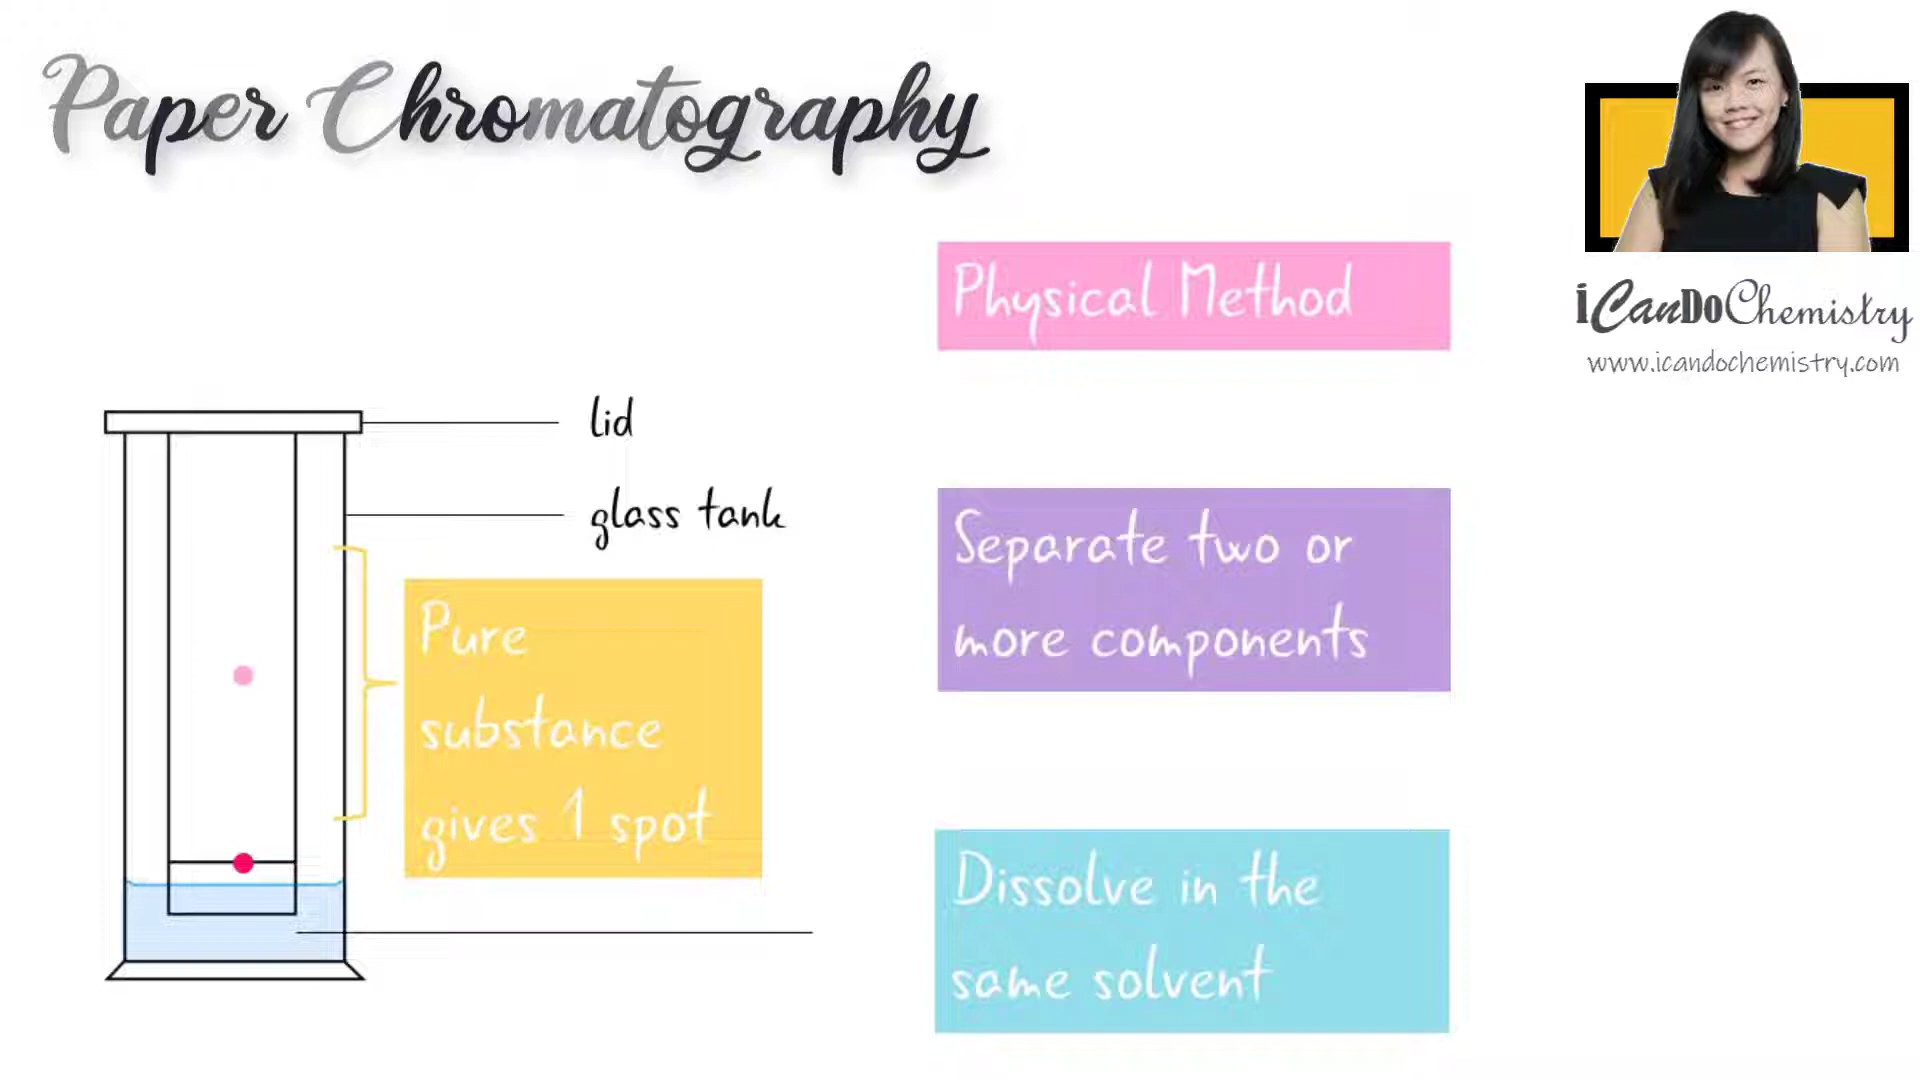 Paper Chromatography
iCanDoChemistry
www.icandochemistry.com
Physical Method
lid
glass tank
Separate two or
more components
Pure
substance
gives 1 spot
Dissolve in the
same solvent